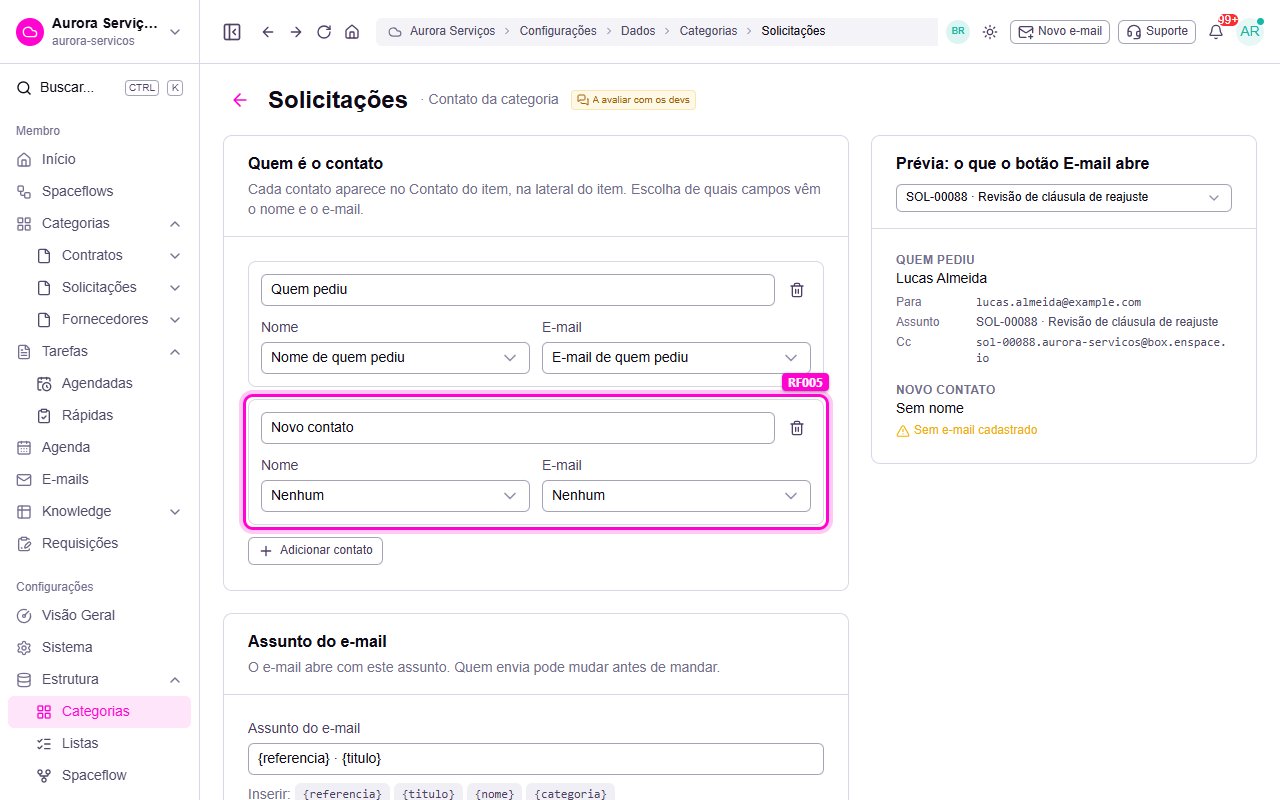 Aurora Serviç...
aurora-servicos
Buscar...
CTRL K
Membro
Início
Spaceflows
Categorias
Contratos
Solicitações
Fornecedores
Tarefas
Agendadas
Rápidas
Agenda
E-mails
Knowledge
Requisições
Configurações
Visão Geral
Sistema
Estrutura
Categorias
Listas
Spaceflow
Aurora Serviços > Configurações > Dados > Categorias > Solicitações
BR
Novo e-mail
Suporte
99+
AR
Solicitações · Contato da categoria
A avaliar com os devs
Quem é o contato
Cada contato aparece no Contato do item, na lateral do item. Escolha de quais campos vêm
o nome e o e-mail.
Quem pediu
Nome E-mail
Nome de quem pediu E-mail de quem pediu
RF005
Novo contato
Nome E-mail
Nenhum Nenhum
Adicionar contato
Assunto do e-mail
O e-mail abre com este assunto. Quem envia pode mudar antes de mandar.
Assunto do e-mail
{referencia} · {titulo}
Inserir: {referencia} {titulo} {nome} {categoria}
Prévia: o que o botão E-mail abre
SOL-00088 · Revisão de cláusula de reajuste
QUEM PEDIU
Lucas Almeida
Para lucas.almeida@example.com
Assunto SOL-00088 · Revisão de cláusula de reajuste
Cc sol-00088.aurora-servicos@box.enspace.
io
NOVO CONTATO
Sem nome
Sem e-mail cadastrado